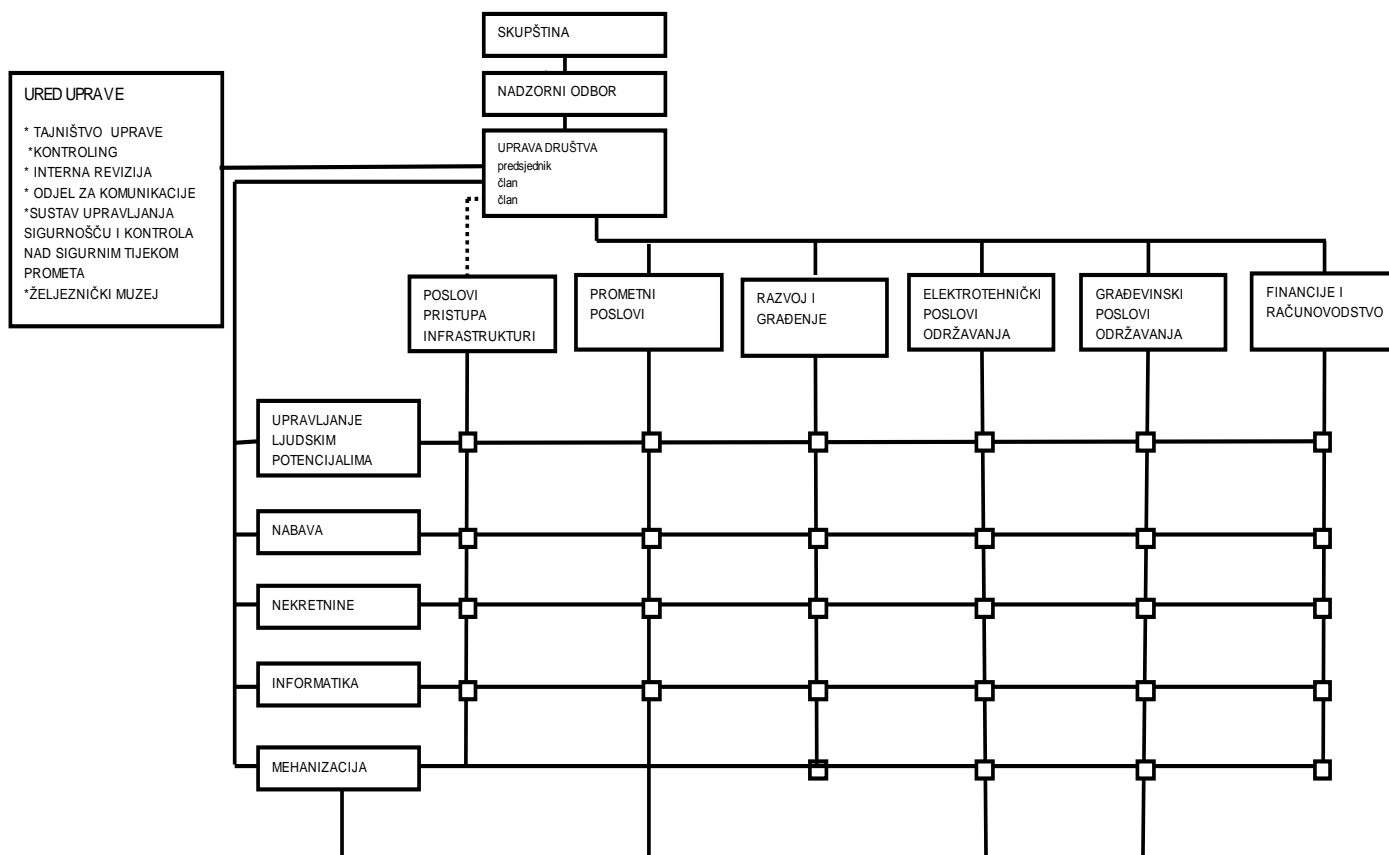 SKUPŠTINA
NADZORNI ODBOR
UPRAVA DRUŠTVA
predsjednik
član
član
URED UPRAVE
* TAJNIŠTVO UPRAVE
*KONTROLING
* INTERNA REVIZIJA
* ODJEL ZA KOMUNIKACIJE
*SUSTAV UPRAVLJANJA
SIGURNOŠČU I KONTROLA
NAD SIGURNIM TIJEKOM
PROMETA
*ŽELJEZNIČKI MUZEJ
POSLOVI
PRISTUPA
INFRASTRUKTURI
PROMETNI
POSLOVI
RAZVOJ I
GRAĐENJE
ELEKTROTEHNIČKI
POSLOVI
ODRŽAVANJA
GRAĐEVINSKI
POSLOVI
ODRŽAVANJA
FINANCIJE I
RAČUNOVODSTVO
UPRAVLJANJE
LJUDSKIM
POTENCIJALIMA
NABAVA
NEKRETNINE
INFORMATIKA
MEHANIZACIJA